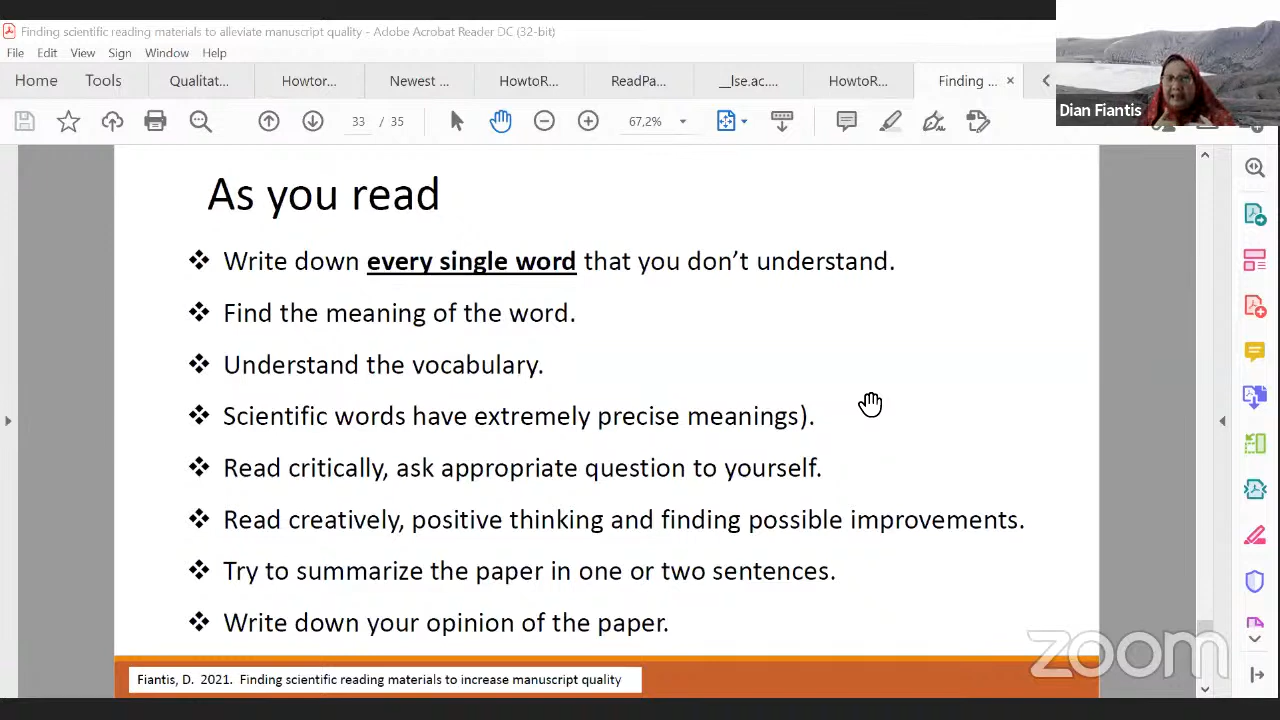 Finding scientific reading materials to alleviate manuscript quality - Adobe Acrobat Reader DC (32-bit)
File Edit View Sign Window Help
Home Tools Qualitat... Howtor... Newest ... HowtoR... ReadPa... __lse.ac.... HowtoR... Finding ... ×
33 / 35 67,2%
Dian Fiantis
As you read
❖ Write down every single word that you don’t understand.
❖ Find the meaning of the word.
❖ Understand the vocabulary.
❖ Scientific words have extremely precise meanings).
❖ Read critically, ask appropriate question to yourself.
❖ Read creatively, positive thinking and finding possible improvements.
❖ Try to summarize the paper in one or two sentences.
❖ Write down your opinion of the paper.
zoom
Fiantis, D. 2021. Finding scientific reading materials to increase manuscript quality